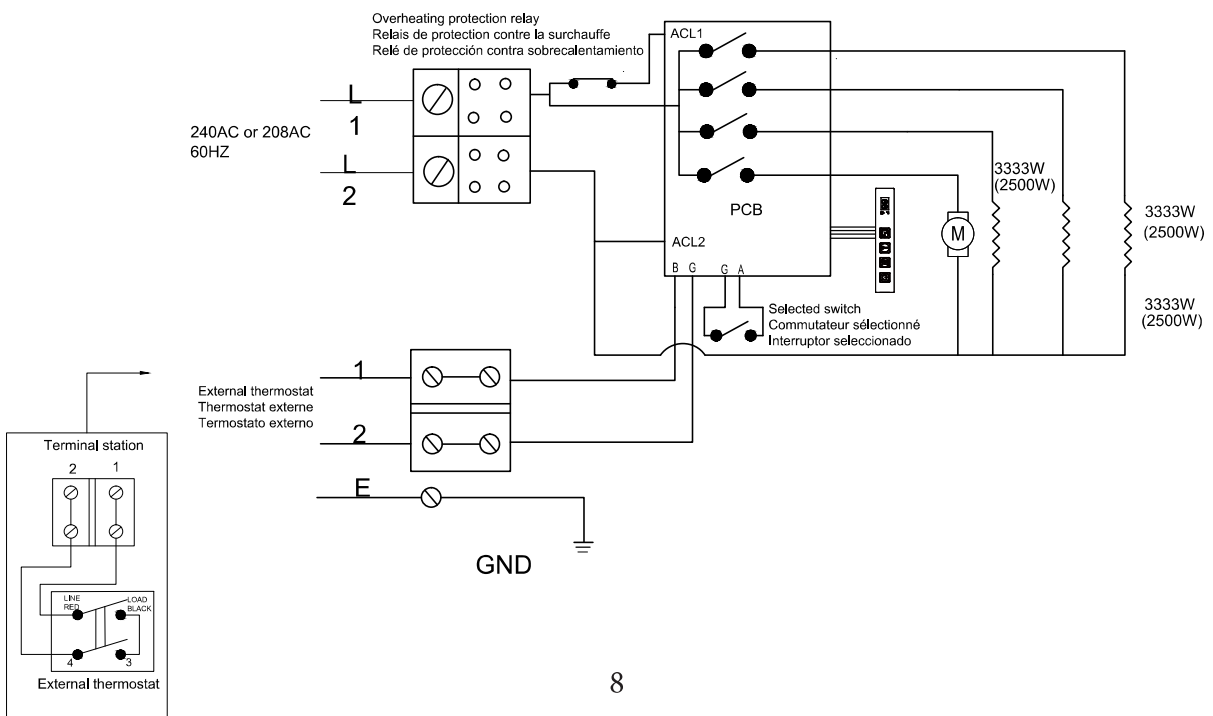 Overheating protection relay
Relais de protection contre la surchauffe
Relé de protección contra sobrecalentamiento
ACL1
L
1
240AC or 208AC
60HZ
L
2
PCB
ACL2
B G G A
M
3333W
(2500W)
3333W
(2500W)
3333W
(2500W)
Selected switch
Commutateur sélectionné
Interruptor seleccionado
External thermostat
Thermostat externe
Termostato externo
1
2
E
GND
Terminal station
2 1
LINE
RED
LOAD
BLACK
4 3
External thermostat
8